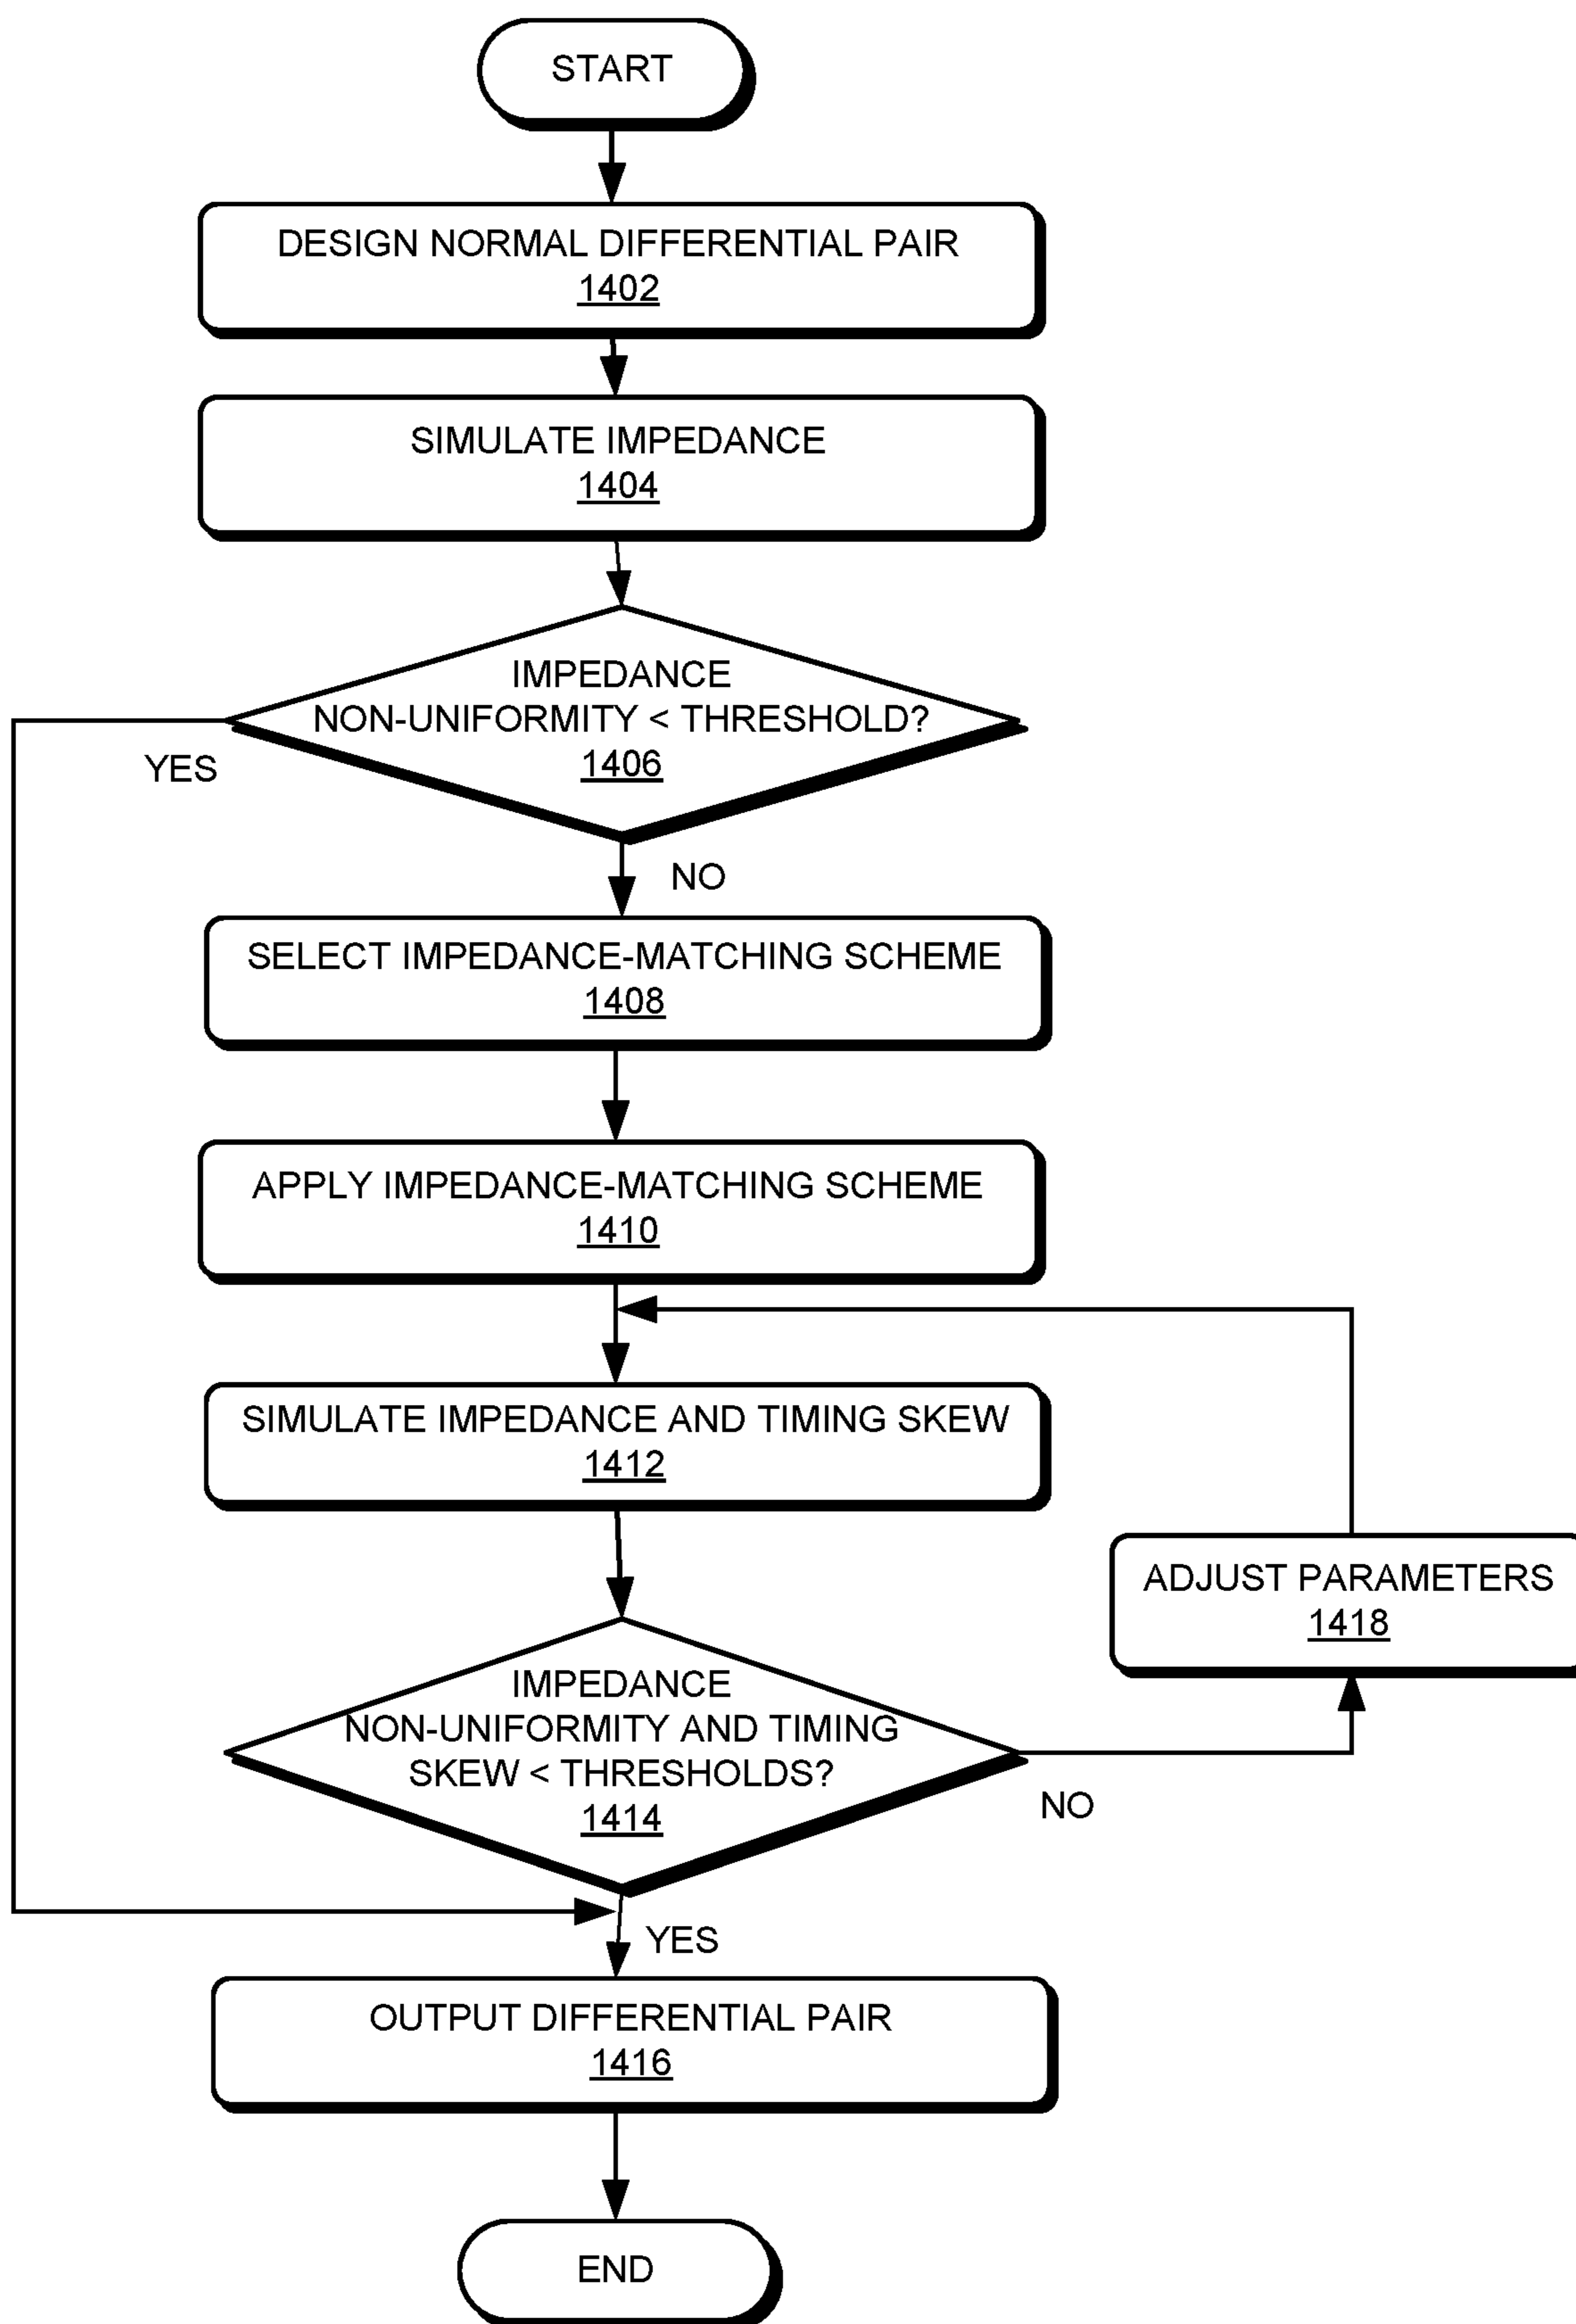 START
DESIGN NORMAL DIFFERENTIAL PAIR
1402
SIMULATE IMPEDANCE
1404
IMPEDANCE
NON-UNIFORMITY < THRESHOLD?
1406
YES
NO
SELECT IMPEDANCE-MATCHING SCHEME
1408
APPLY IMPEDANCE-MATCHING SCHEME
1410
SIMULATE IMPEDANCE AND TIMING SKEW
1412
ADJUST PARAMETERS
1418
IMPEDANCE
NON-UNIFORMITY AND TIMING
SKEW < THRESHOLDS?
1414
NO
YES
OUTPUT DIFFERENTIAL PAIR
1416
END